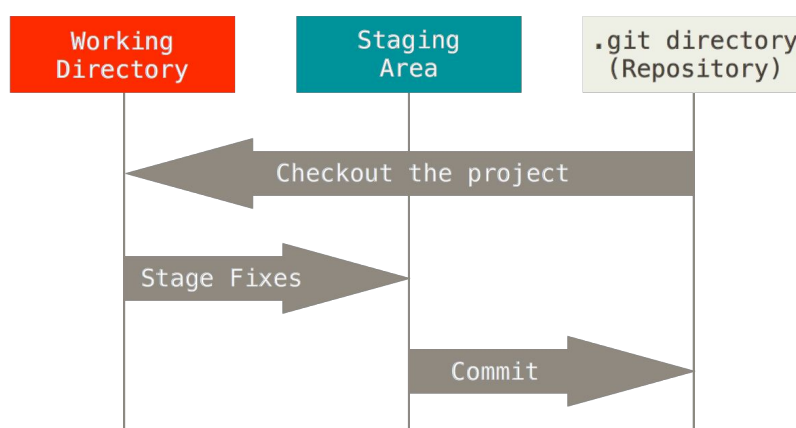 Working
Directory
Staging
Area
.git directory
(Repository)
Checkout the project
Stage Fixes
Commit